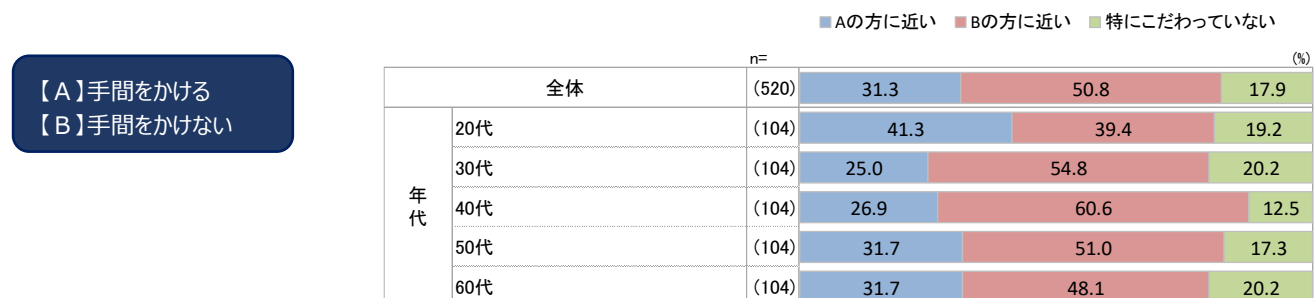 Aの方に近い Bの方に近い 特にこだわっていない
n= (%)
【A】手間をかける
【B】手間をかけない
全体 (520) 31.3 50.8 17.9
年代
20代 (104) 41.3 39.4 19.2
30代 (104) 25.0 54.8 20.2
40代 (104) 26.9 60.6 12.5
50代 (104) 31.7 51.0 17.3
60代 (104) 31.7 48.1 20.2